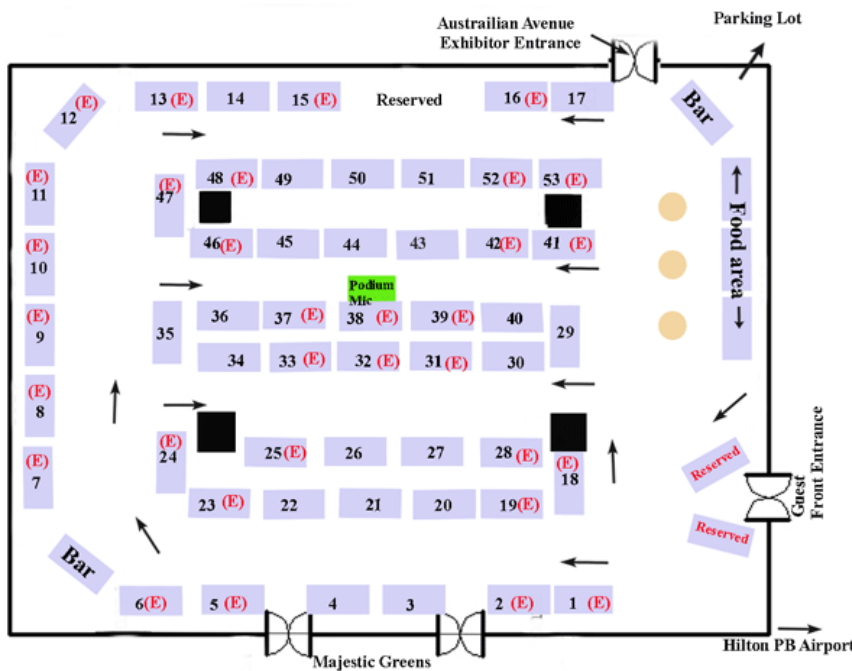 Parking Lot
Austrailian Avenue
Exhibitor Entrance
12 (E)
13 (E)
14
15 (E)
Reserved
16 (E)
17
Bar
(E)
11
(E)
47
48 (E)
49
50
51
52 (E)
53 (E)
← Food area →
(E)
10
46 (E)
45
44
43
42 (E)
41 (E)
Podium
Mic
(E)
9
35
36
37 (E)
38 (E)
39 (E)
40
29
34
33 (E)
32 (E)
31 (E)
30
(E)
8
(E)
24
25 (E)
26
27
28 (E)
(E)
18
Reserved
Guest
Front Entrance
(E)
7
23 (E)
22
21
20
19 (E)
Reserved
Bar
6 (E)
5 (E)
4
3
2 (E)
1 (E)
Majestic Greens
Hilton PB Airport